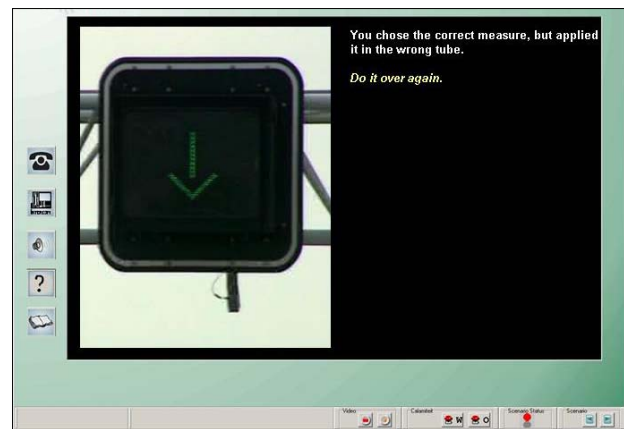 You chose the correct measure, but applied
it in the wrong tube.
Do it over again.
INTERCOM
?
Video
Calamiteit
W
O
Scenario Status
Scenario